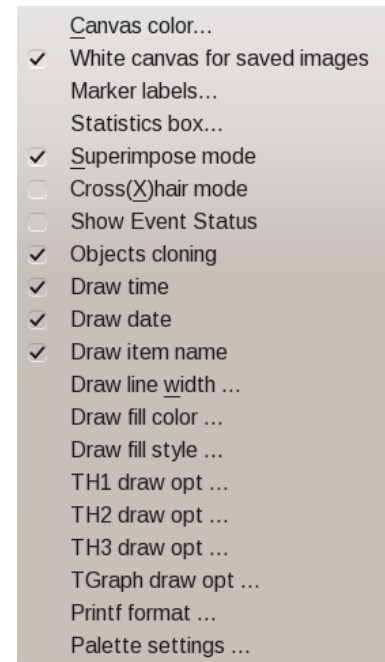 Canvas color...
White canvas for saved images
Marker labels...
Statistics box...
Superimpose mode
Cross(X)hair mode
Show Event Status
Objects cloning
Draw time
Draw date
Draw item name
Draw line width ...
Draw fill color ...
Draw fill style ...
TH1 draw opt ...
TH2 draw opt ...
TH3 draw opt ...
TGraph draw opt ...
Printf format ...
Palette settings ...